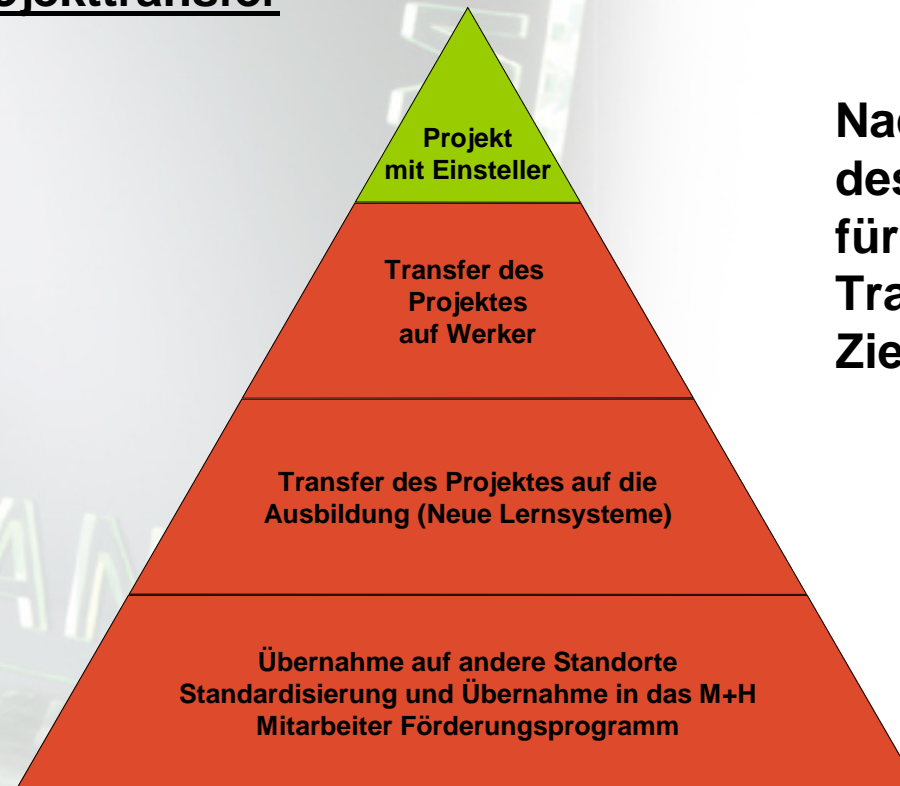 Projekt
mit Einsteller
Transfer des
Projektes
auf Werker
Transfer des Projektes auf die
Ausbildung (Neue Lernsysteme)
Übernahme auf andere Standorte
Standardisierung und Übernahme in das M+H
Mitarbeiter Förderungsprogramm
für